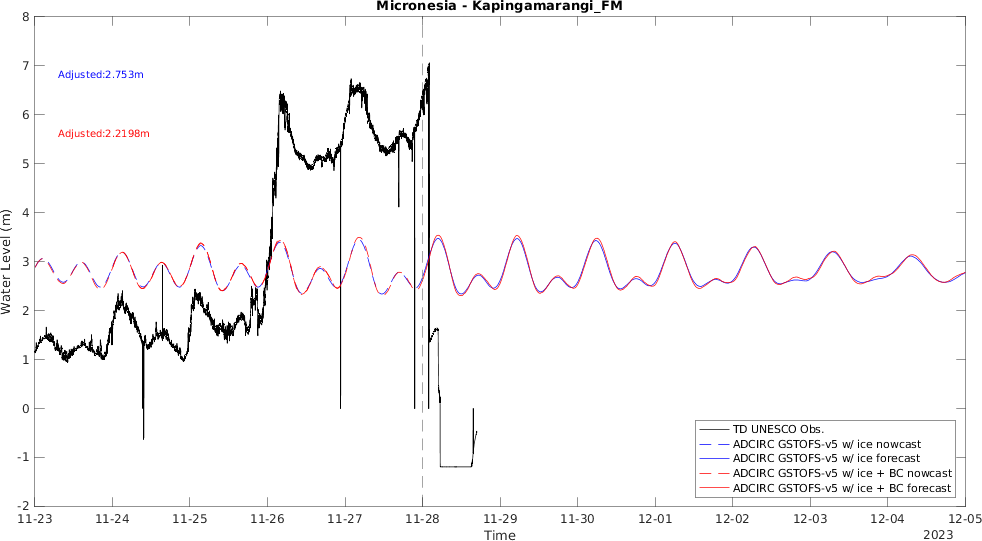 Micronesia - Kapingamarangi_FM
8
7
6
5
4
3
2
1
0
-1
-2
Water Level (m)
Adjusted:2.753m
Adjusted:2.2198m
TD UNESCO Obs.
ADCIRC GSTOFS-v5 w/ ice nowcast
ADCIRC GSTOFS-v5 w/ ice forecast
ADCIRC GSTOFS-v5 w/ ice + BC nowcast
ADCIRC GSTOFS-v5 w/ ice + BC forecast
11-23 11-24 11-25 11-26 11-27 11-28 11-29 11-30 12-01 12-02 12-03 12-04 12-05
Time
2023